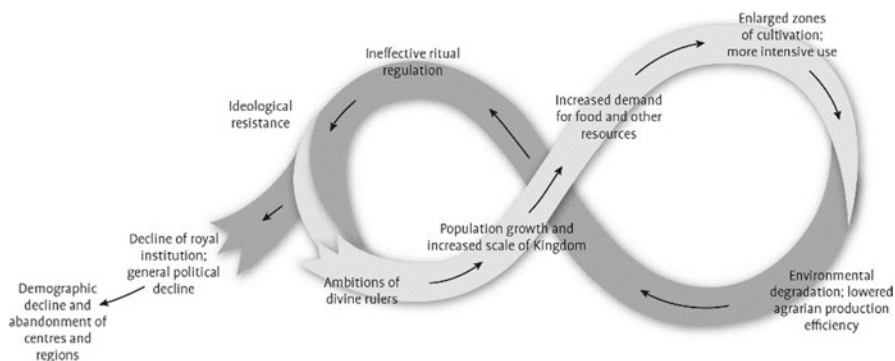 Enlarged zones
of cultivation;
more intensive use
Ineffective ritual
regulation
Ideological
resistance
Increased demand
for food and other
resources
Population growth and
increased scale of Kingdom
Decline of royal
institution;
general political
decline
Ambitions of
divine rulers
Demographic
decline and
abandonment of
centres and
regions
Environmental
degradation; lowered
agrarian production
efficiency